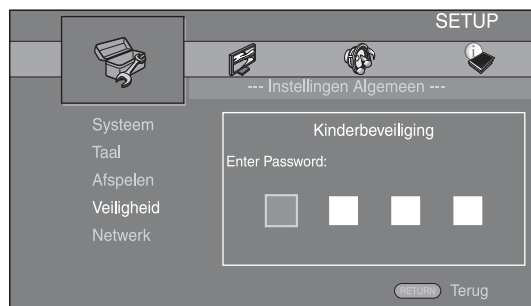 SETUP
--- Instellingen Algemeen ---
Systeem
Taal
Afspelen
Veiligheid
Netwerk
Kinderbeveiliging
Enter Password:
RETURN Terug